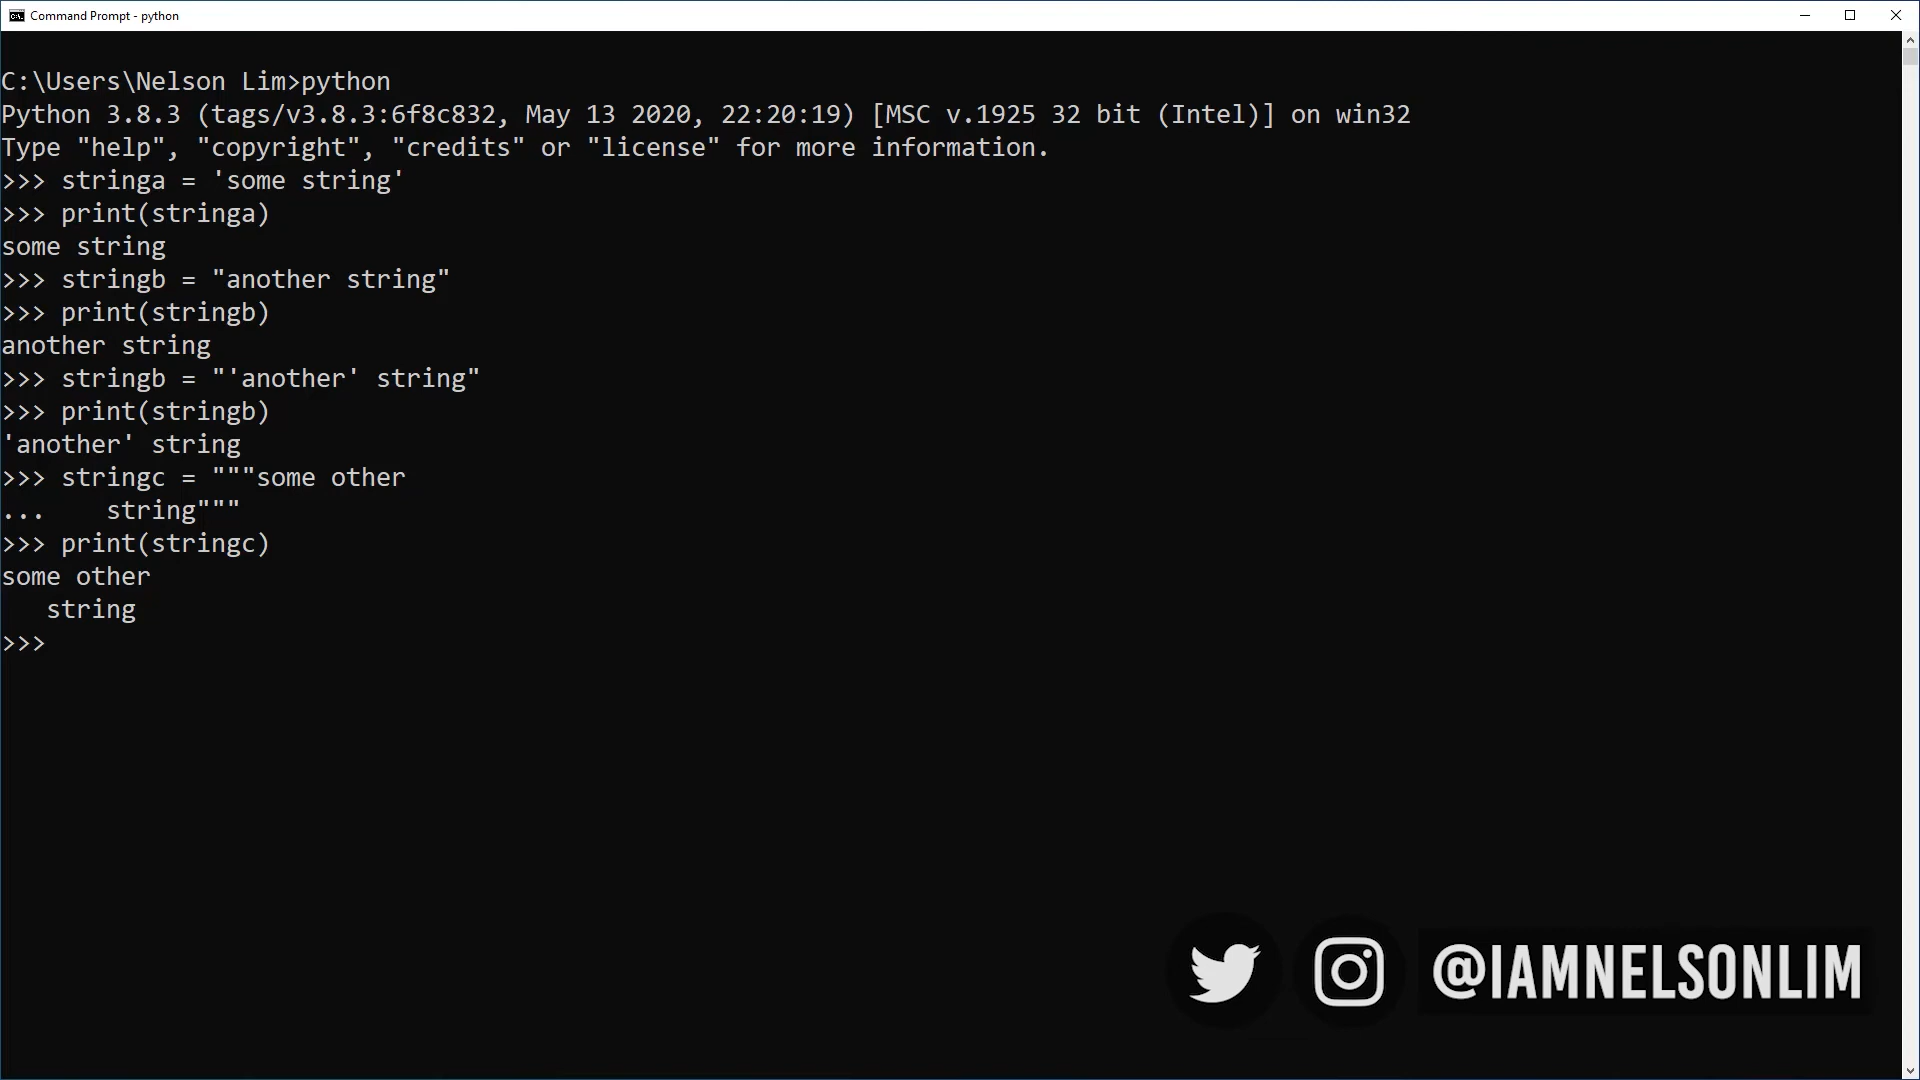 Command Prompt - python
C:\Users\Nelson Lim>python
Python 3.8.3 (tags/v3.8.3:6f8c832, May 13 2020, 22:20:19) [MSC v.1925 32 bit (Intel)] on win32
Type "help", "copyright", "credits" or "license" for more information.
>>> stringa = 'some string'
>>> print(stringa)
some string
>>> stringb = "another string"
>>> print(stringb)
another string
>>> stringb = "'another' string"
>>> print(stringb)
'another' string
>>> stringc = """some other
...    string"""
>>> print(stringc)
some other
   string
>>>
@IAMNELSONLIM